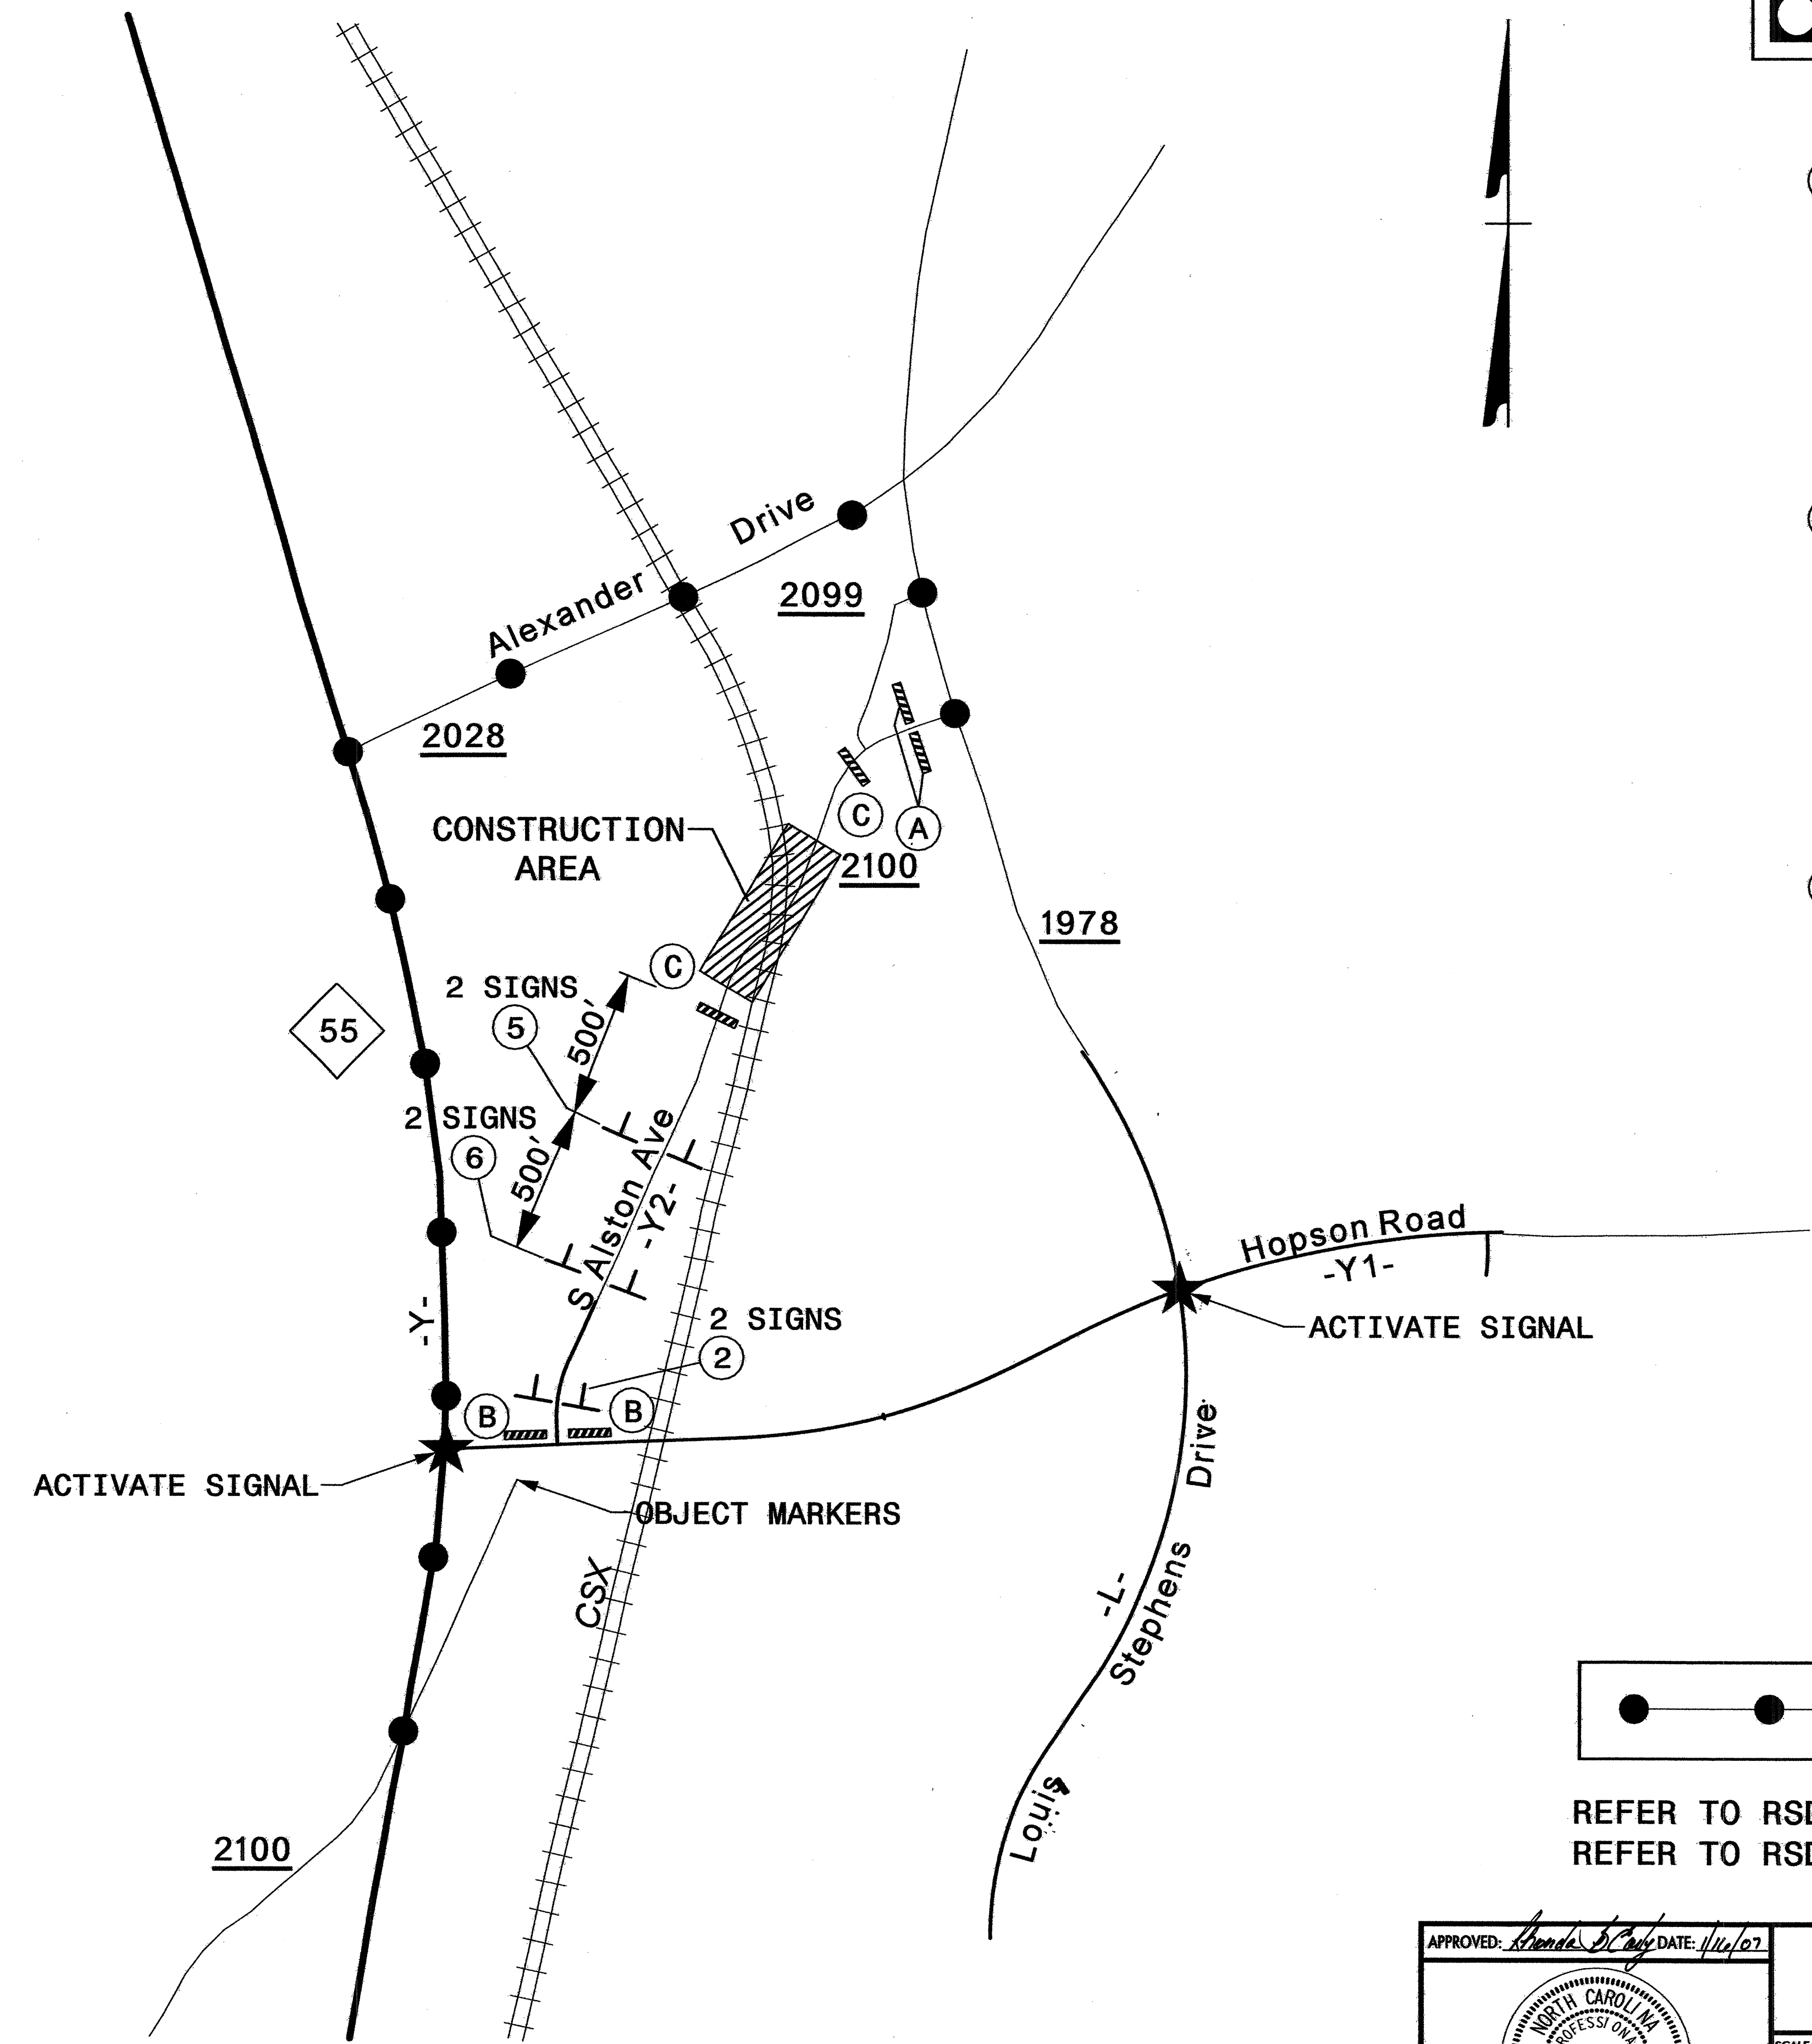 Alexander Drive
2099
2028
CONSTRUCTION
AREA
C
A
2100
1978
C
2 SIGNS
5
500'
55
2 SIGNS
6
500'
S Alston Ave
-Y2-
Hopson Road
-Y1-
-Y-
2 SIGNS
2
ACTIVATE SIGNAL
B
B
ACTIVATE SIGNAL
OBJECT MARKERS
CSX
-L-
Louis Stephens Drive
2100
REFER TO RSD
REFER TO RSD
APPROVED: DATE: 1/16/07
NORTH CAROLINA